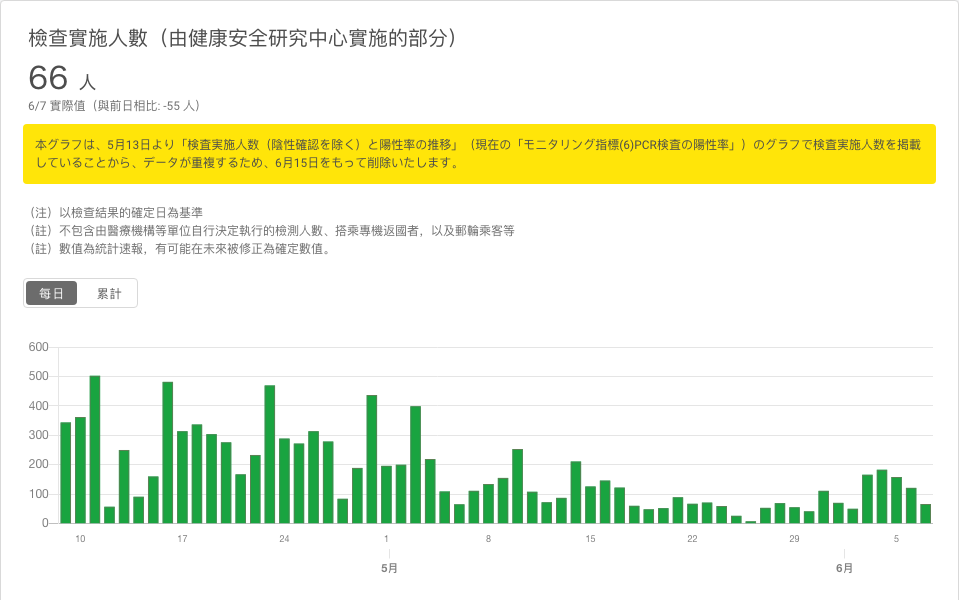 檢查實施人數（由健康安全研究中心實施的部分）
66 人
6/7 實際值（與前日相比: -55 人）
本グラフは、5月13日より「検査実施人数（陰性確認を除く）と陽性率の推移」（現在の「モニタリング指標(6)PCR検査の陽性率」）のグラフで検査実施人数を掲載
していることから、データが重複するため、6月15日をもって削除いたします。
（注）以檢查結果的確定日為基準
（註）不包含由醫療機構等單位自行決定執行的檢測人數、搭乘專機返國者，以及郵輪乘客等
（註）數值為統計速報，有可能在未來被修正為確定數值。
每日 累計
600
500
400
300
200
100
0
10 17 24 1 8 15 22 29 5
5月 6月